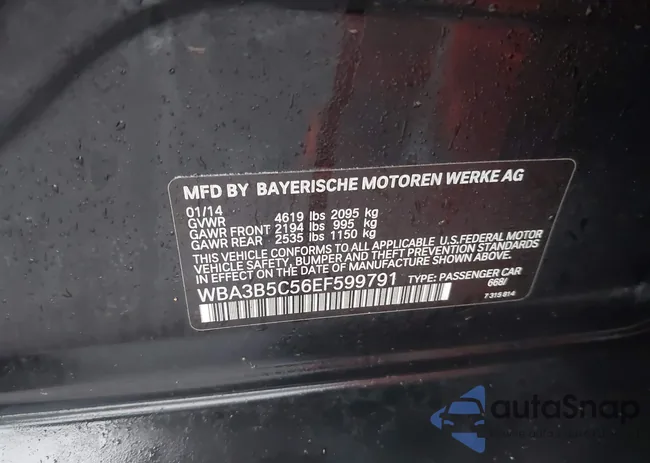 MFD BY BAYERISCHE MOTOREN WERKE AG
01/14
GVWR 4619 lbs 2095 kg
GAWR FRONT 2194 lbs 995 kg
GAWR REAR 2535 lbs 1150 kg
THIS VEHICLE CONFORMS TO ALL APPLICABLE U.S.FEDERAL MOTOR
VEHICLE SAFETY, BUMPER AND THEFT PREVENTION STANDARDS
IN EFFECT ON THE DATE OF MANUFACTURE SHOWN ABOVE.
WBA3B5C56EF599791 TYPE: PASSENGER CAR
668/
7 315 814
autoSnap